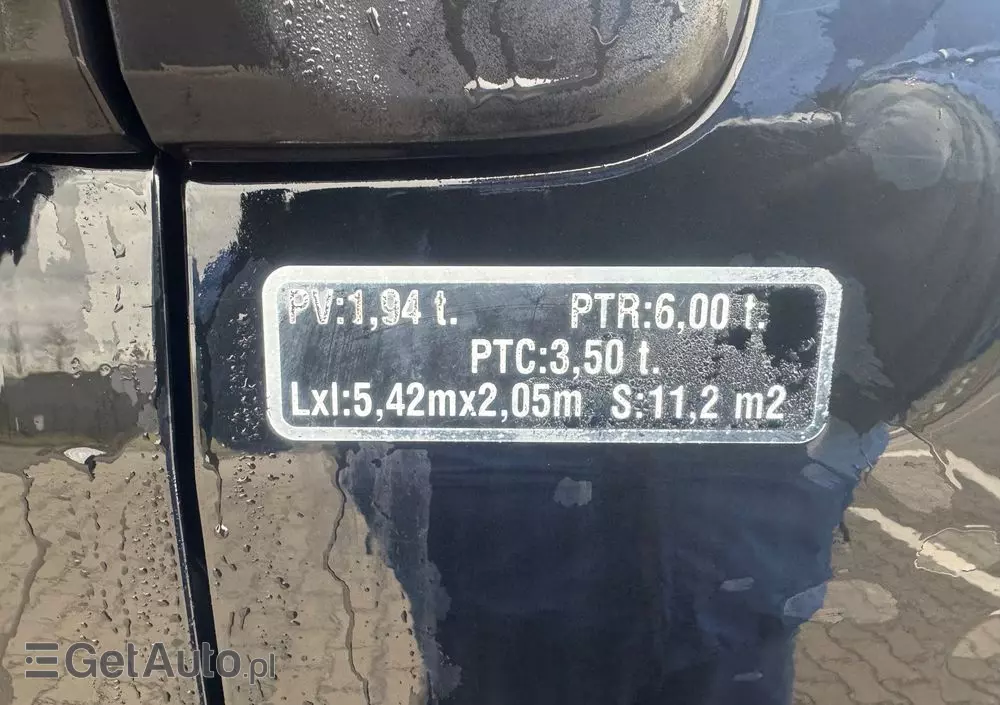 PV:1,94 t. PTR:6,00 t.
PTC:3,50 t.
Lxl:5,42mx2,05m S:11,2 m2
GetAuto.pl